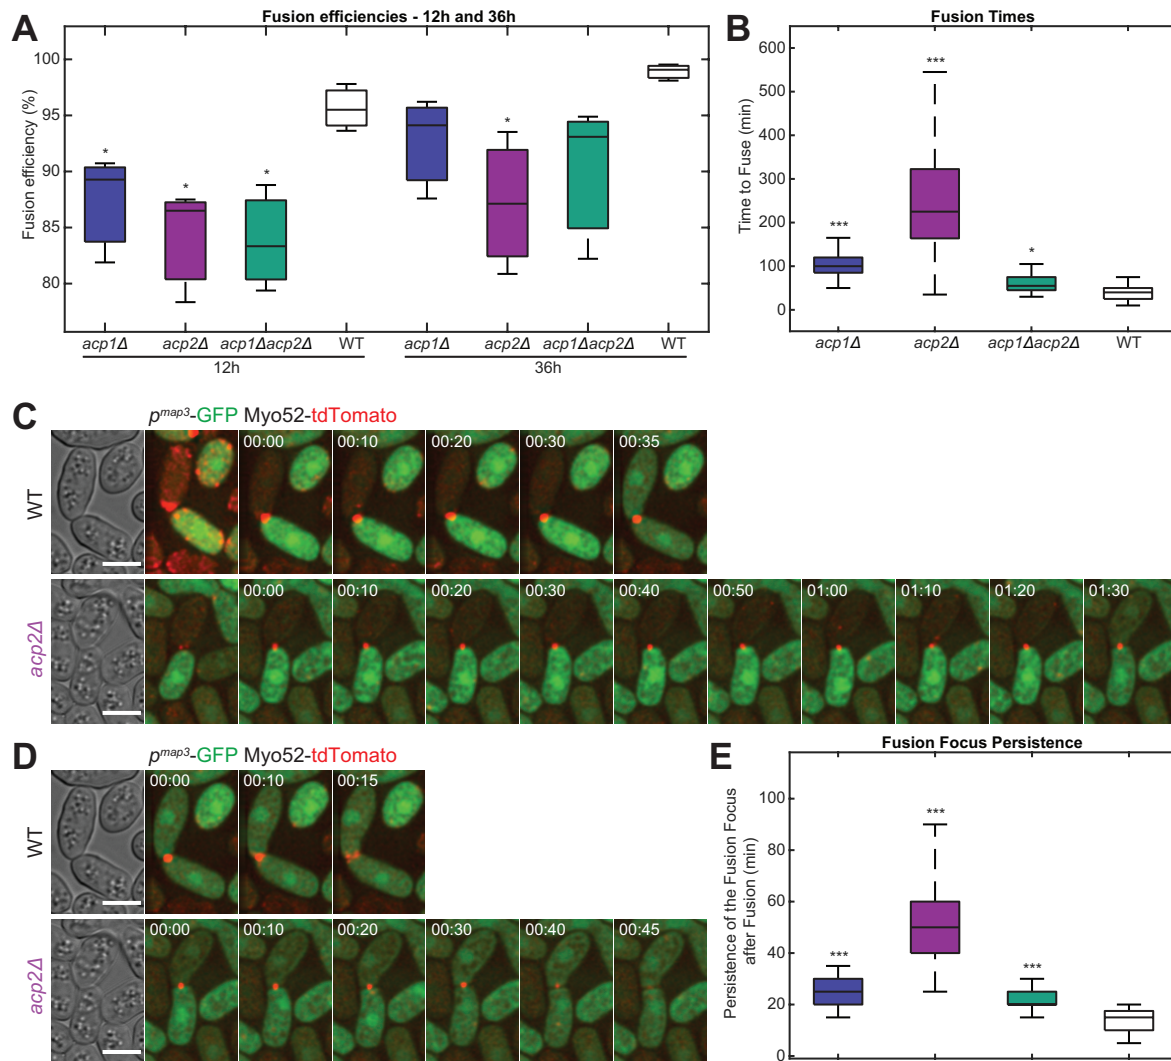 A
Fusion efficiencies - 12h and 36h
Fusion efficiency (%)
100
95
90
85
80
*
*
*
*
acp1Δ
acp2Δ
acp1Δacp2Δ
WT
acp1Δ
acp2Δ
acp1Δacp2Δ
WT
12h
36h
B
Fusion Times
Time to Fuse (min)
600
500
400
300
200
100
0
***
***
*
acp1Δ
acp2Δ
acp1Δacp2Δ
WT
C
pmap3-GFP Myo52-tdTomato
WT
00:00
00:10
00:20
00:30
00:35
acp2Δ
00:00
00:10
00:20
00:30
00:40
00:50
01:00
01:10
01:20
01:30
D
pmap3-GFP Myo52-tdTomato
WT
00:00
00:10
00:15
acp2Δ
00:00
00:10
00:20
00:30
00:40
00:45
E
Fusion Focus Persistence
Persistence of the Fusion Focus
after Fusion (min)
100
80
60
40
20
0
***
***
***